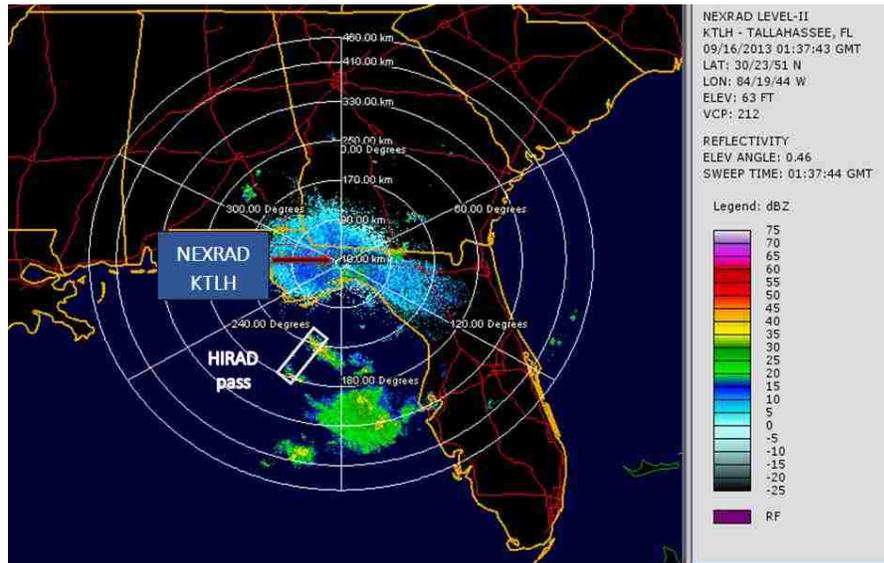 460.00 km
410.00 km
330.00 km
250.00 km
0.00 Degrees
170.00 km
300.00 Degrees
60.00 Degrees
90.00 km
NEXRAD
KTLH
10.00 km
240.00 Degrees
120.00 Degrees
HIRAD
pass
180.00 Degrees
NEXRAD LEVEL-II
KTLH - TALLAHASSEE, FL
09/16/2013 01:37:43 GMT
LAT: 30/23/51 N
LON: 84/19/44 W
ELEV: 63 FT
VCP: 212
REFLECTIVITY
ELEV ANGLE: 0.46
SWEEP TIME: 01:37:44 GMT
Legend: dBZ
75
70
65
60
55
50
45
40
35
30
25
20
15
10
5
0
-5
-10
-15
-20
-25
RF